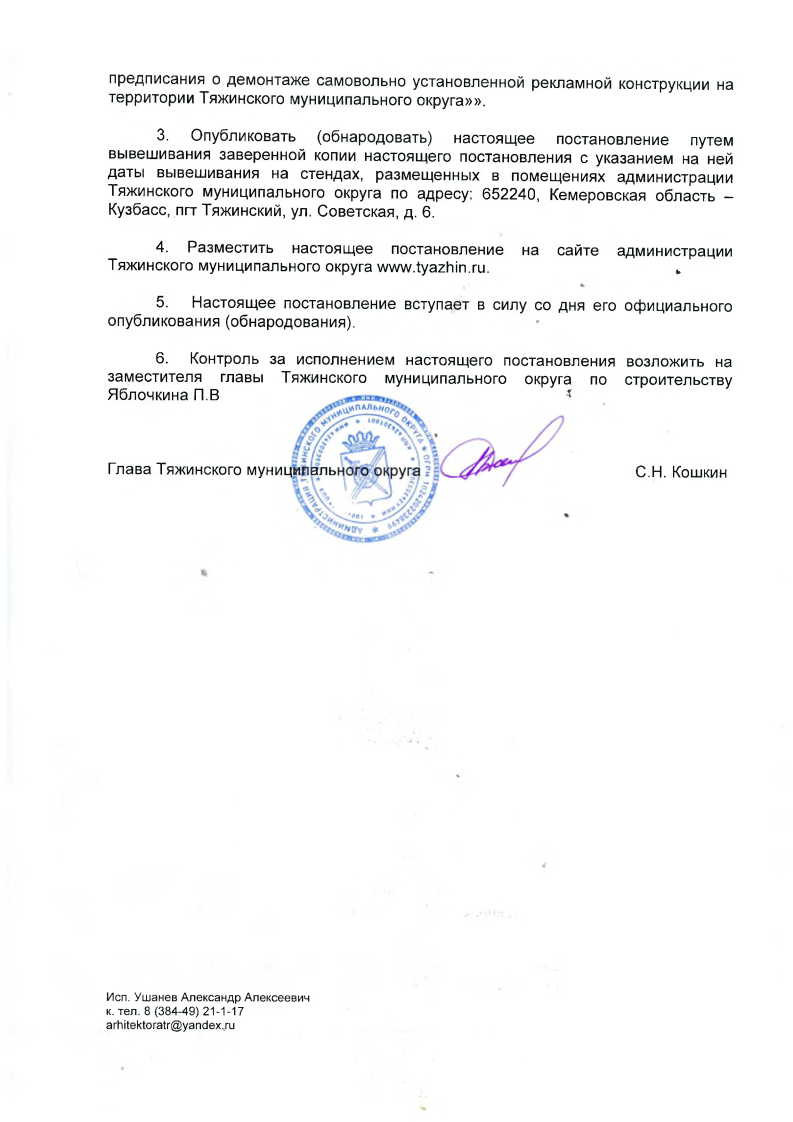 предписания о демонтаже самовольно установленной рекламной конструкции на
территории Тяжинского муниципального округа»».
3. Опубликовать (обнародовать) настоящее постановление путем
вывешивания заверенной копии настоящего постановления с указанием на ней
даты вывешивания на стендах, размещенных в помещениях администрации
Тяжинского муниципального округа по адресу: 652240, Кемеровская область –
Кузбасс, пгт Тяжинский, ул. Советская, д. 6.
4. Разместить настоящее постановление на сайте администрации
Тяжинского муниципального округа www.tyazhin.ru.
5. Настоящее постановление вступает в силу со дня его официального
опубликования (обнародования).
6. Контроль за исполнением настоящего постановления возложить на
заместителя главы Тяжинского муниципального округа по строительству
Яблочкина П.В
Глава Тяжинского муниципального округа С.Н. Кошкин
АДМИНИСТРАЦИЯ ТЯЖИНСКОГО МУНИЦИПАЛЬНОГО ОКРУГА
Исп. Ушанев Александр Алексеевич
к. тел. 8 (384-49) 21-1-17
arhitektoratr@yandex.ru